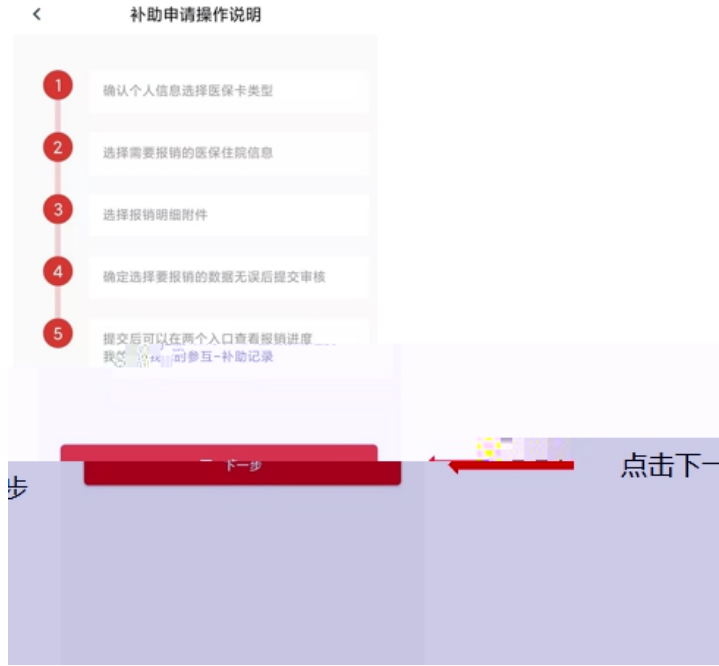 补助申请操作说明
1
确认个人信息选择医保卡类型
2
选择需要报销的医保住院信息
3
选择报销明细附件
4
确定选择要报销的数据无误后提交审核
5
提交后可以在两个入口查看报销进度
我的参互-补助记录
下一步
点击下一
步